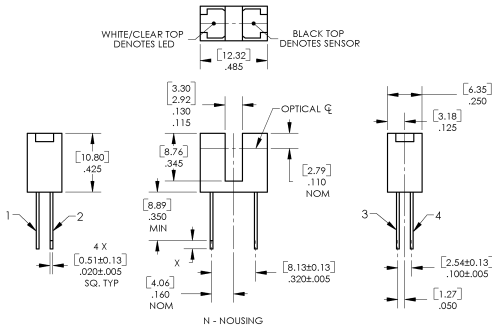 WHITE/CLEAR TOP
DENOTES LED
BLACK TOP
DENOTES SENSOR
[12.32]
.485
[3.30
2.92]
.130
.115
OPTICAL ℄
[6.35]
.250
[3.18]
.125
[10.80]
.425
[8.76]
.345
[2.79]
.110
NOM
[8.89]
.350
MIN
1
2
3
4
4 X
[0.51±0.13]
.020±.005
SQ. TYP
X
[8.13±0.13]
.320±.005
[2.54±0.13]
.100±.005
[4.06]
.160
NOM
[1.27]
.050
N - NOUSING